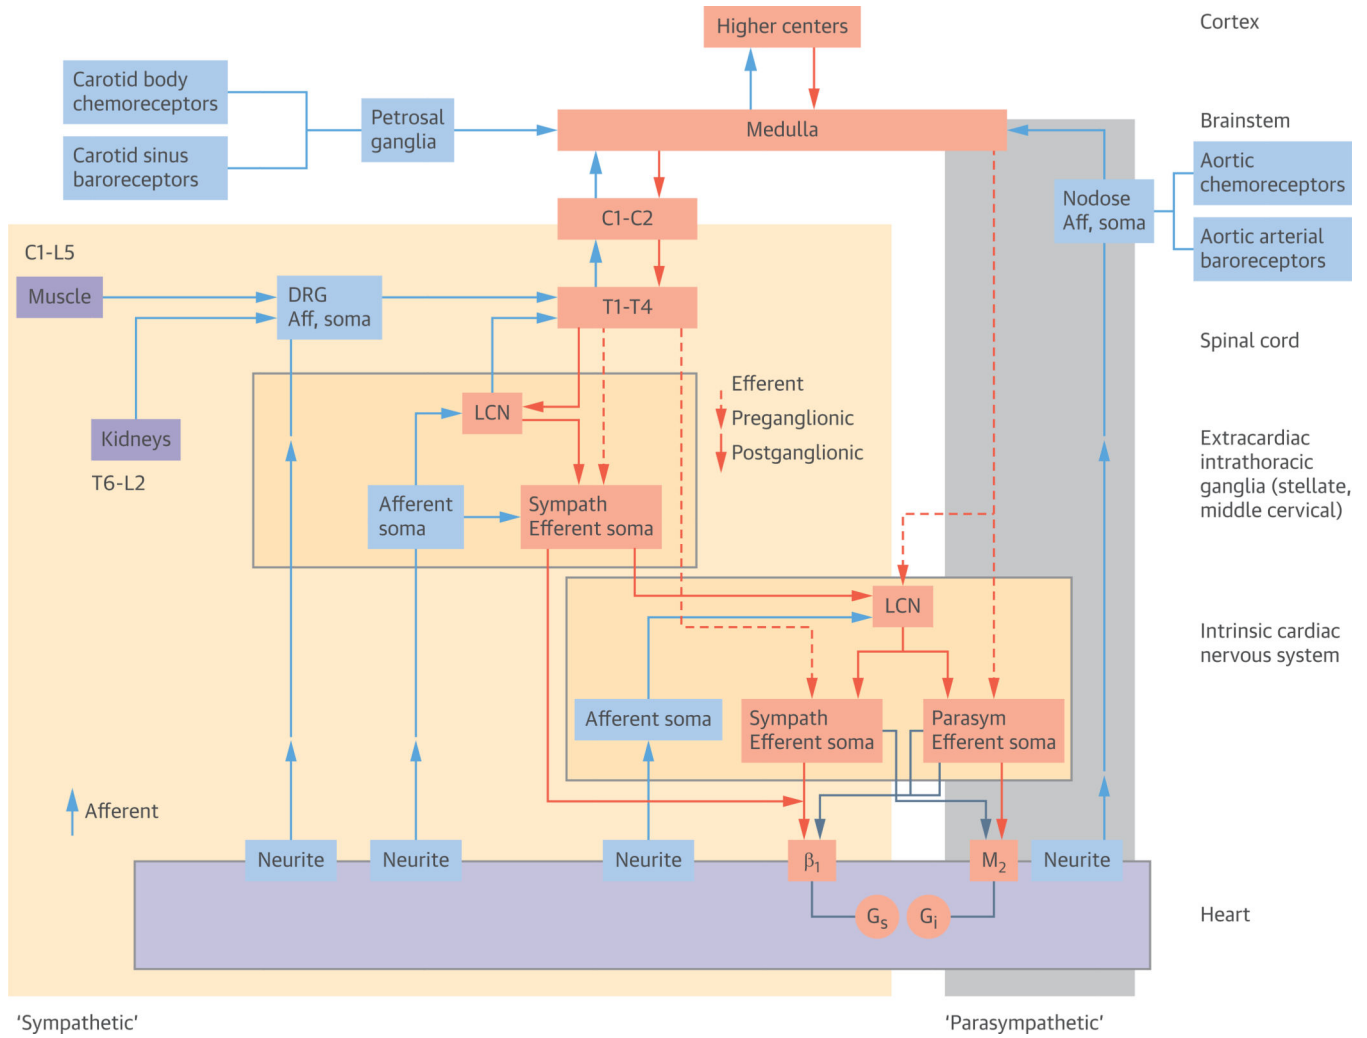 Higher centers
Cortex
Carotid body
chemoreceptors
Petrosal
ganglia
Medulla
Brainstem
Carotid sinus
baroreceptors
Aortic
chemoreceptors
Nodose
Aff, soma
Aortic arterial
baroreceptors
C1-C2
C1-L5
Muscle
DRG
Aff, soma
T1-T4
Spinal cord
Efferent
Preganglionic
Postganglionic
LCN
Kidneys
T6-L2
Extracardiac
intrathoracic
ganglia (stellate,
middle cervical)
Afferent
soma
Sympath
Efferent soma
LCN
Intrinsic cardiac
nervous system
Afferent soma
Sympath
Efferent soma
Parasym
Efferent soma
Afferent
Neurite
Neurite
Neurite
β1
M2
Neurite
Gs
Gi
Heart
'Sympathetic'
'Parasympathetic'